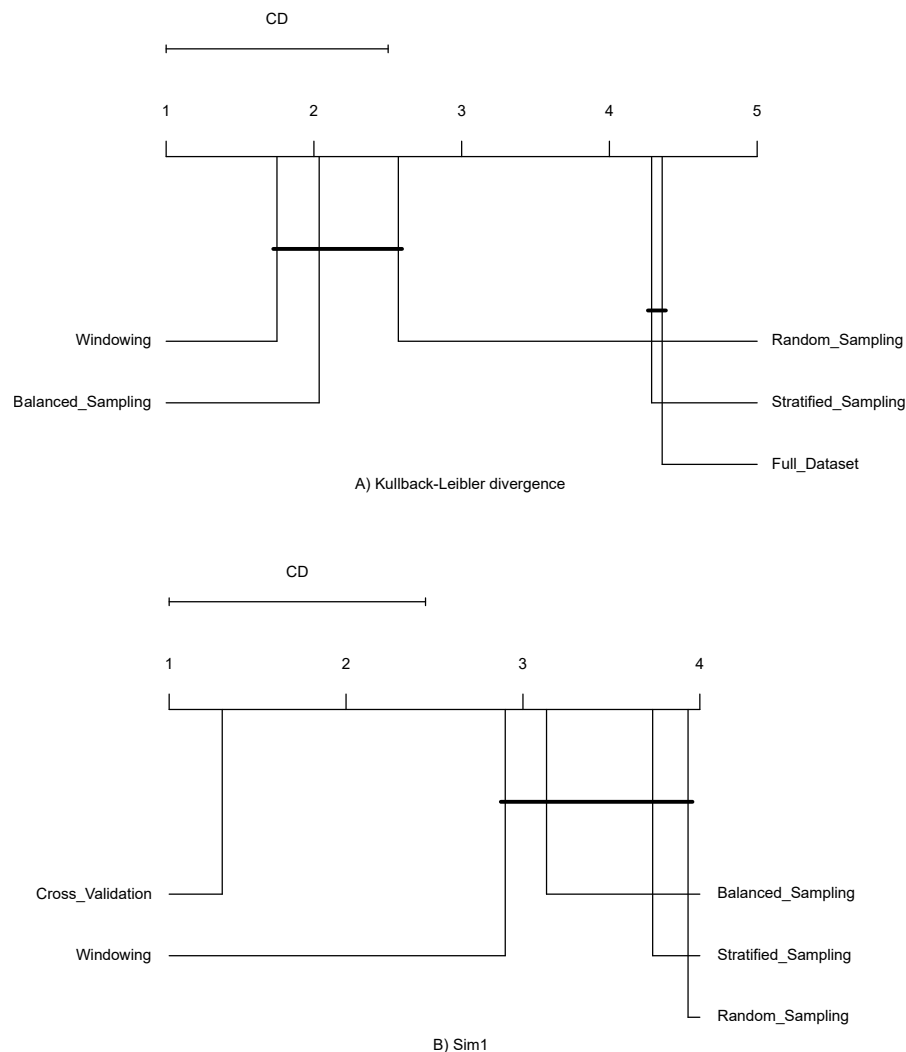 CD
1 2 3 4 5
Windowing Random_Sampling
Balanced_Sampling Stratified_Sampling
Full_Dataset
A) Kullback-Leibler divergence
CD
1 2 3 4
Cross_Validation Balanced_Sampling
Windowing Stratified_Sampling
Random_Sampling
B) Sim1